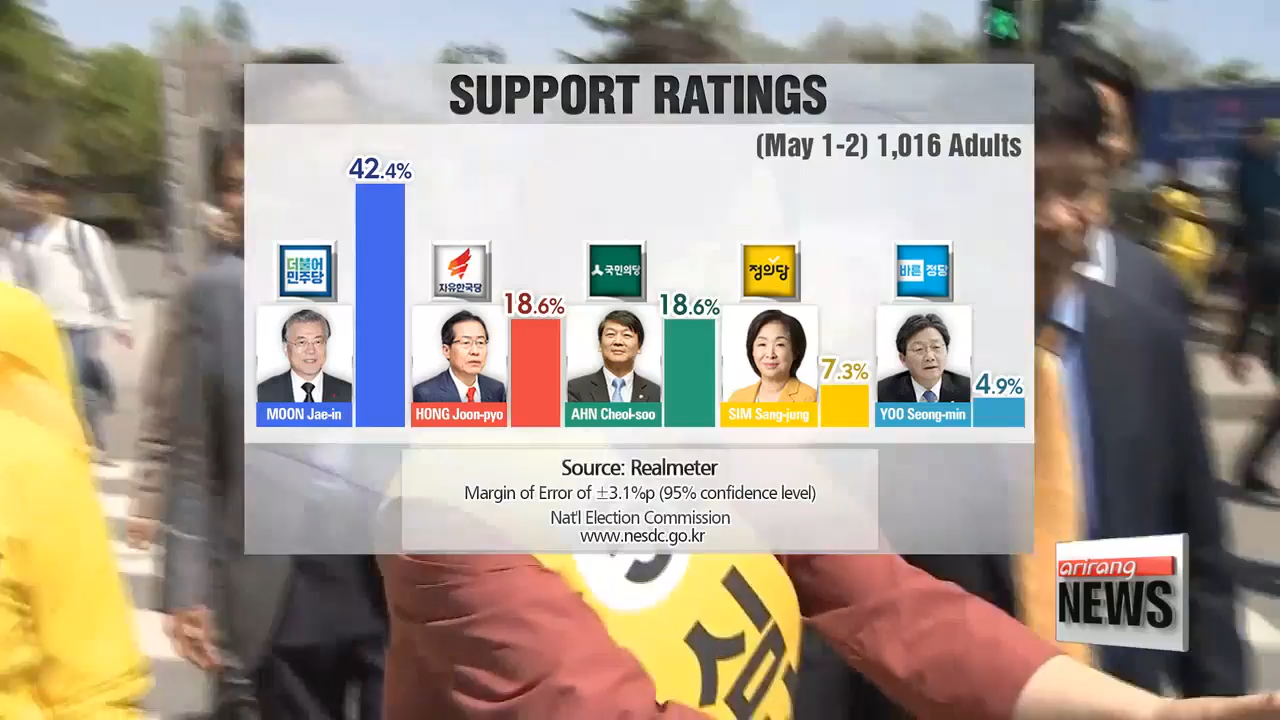 SUPPORT RATINGS
(May 1-2) 1,016 Adults
42.4%
18.6%
18.6%
7.3%
4.9%
더불어
민주당
자유한국당
국민의당
정의당
바른정당
MOON Jae-in
HONG Joon-pyo
AHN Cheol-soo
SIM Sang-jung
YOO Seong-min
Source: Realmeter
Margin of Error of ±3.1%p (95% confidence level)
Nat'l Election Commission
www.nesdc.go.kr
arirang
NEWS
심